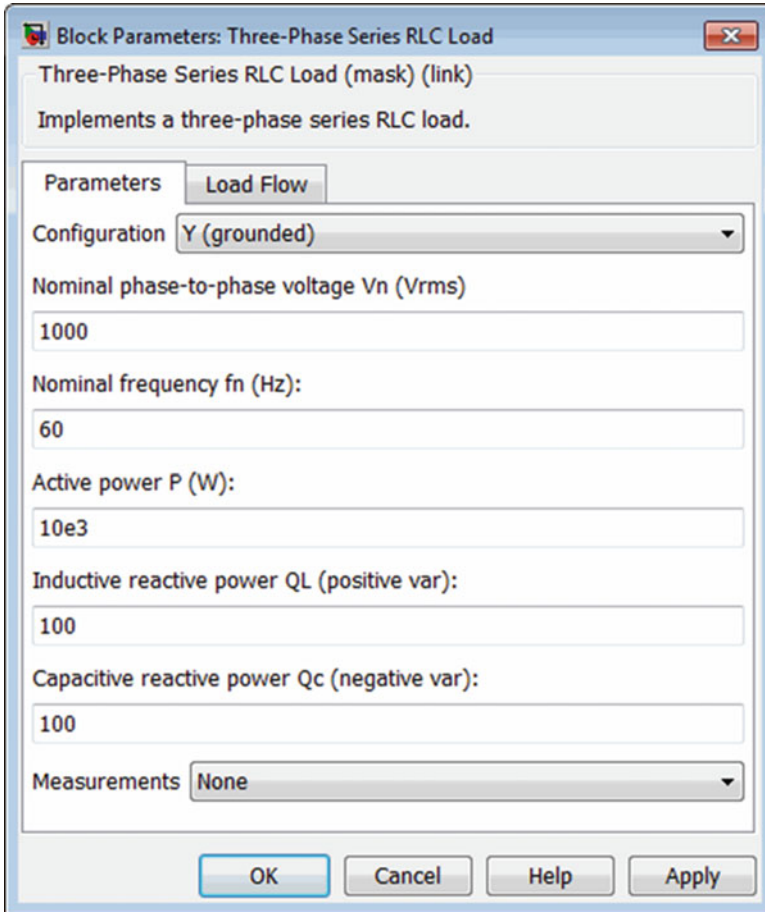 Block Parameters: Three-Phase Series RLC Load
Three-Phase Series RLC Load (mask) (link)
Implements a three-phase series RLC load.
Parameters Load Flow
Configuration Y (grounded)
Nominal phase-to-phase voltage Vn (Vrms)
1000
Nominal frequency fn (Hz):
60
Active power P (W):
10e3
Inductive reactive power QL (positive var):
100
Capacitive reactive power Qc (negative var):
100
Measurements None
OK Cancel Help Apply